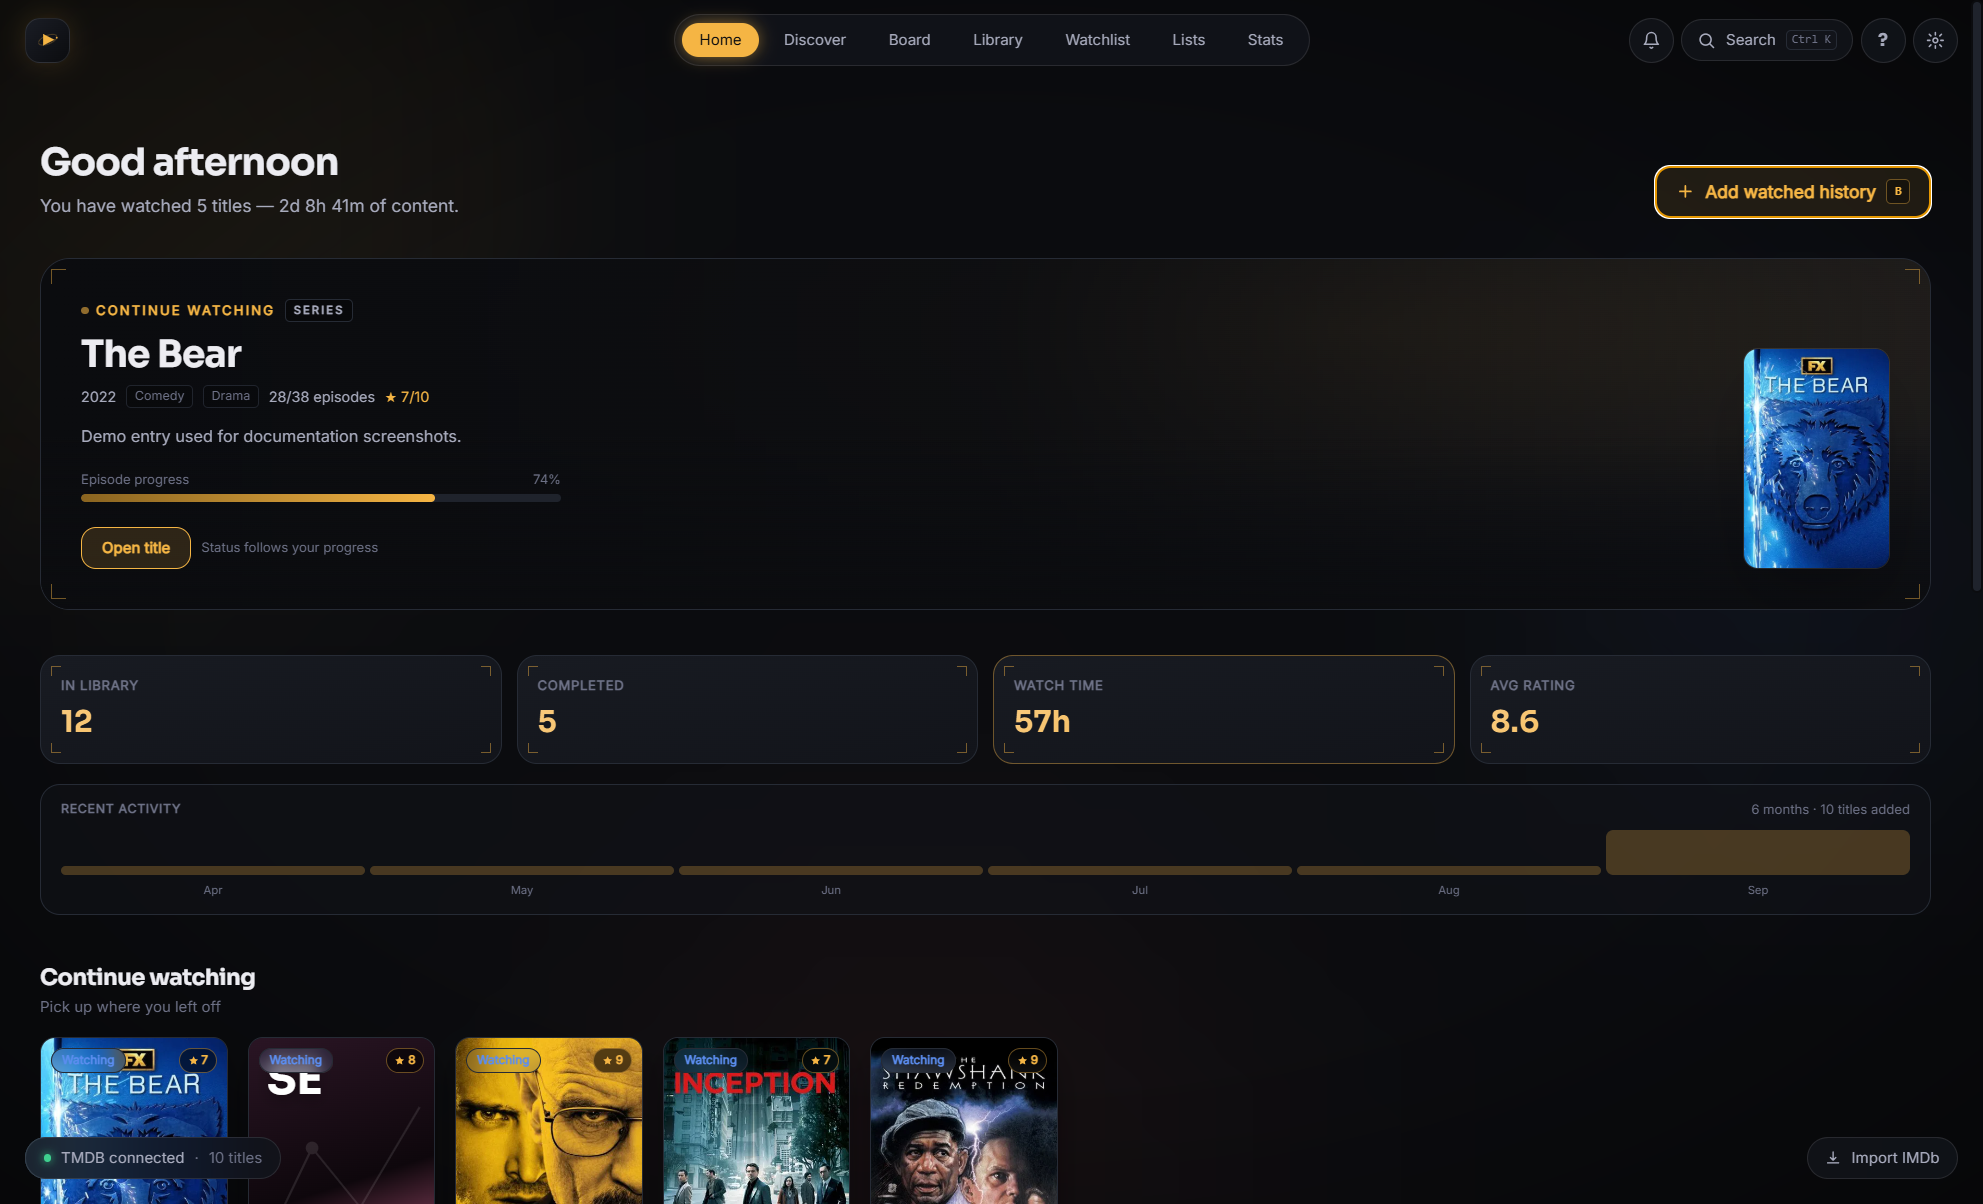 Home Discover Board Library Watchlist Lists Stats
Search Ctrl K ?
Good afternoon
You have watched 5 titles — 2d 8h 41m of content.
+ Add watched history B
CONTINUE WATCHING SERIES
The Bear
2022 Comedy Drama 28/38 episodes ★ 7/10
Demo entry used for documentation screenshots.
Episode progress 74%
Open title Status follows your progress
FX
THE BEAR
IN LIBRARY
12
COMPLETED
5
WATCH TIME
57h
AVG RATING
8.6
RECENT ACTIVITY
6 months · 10 titles added
Apr May Jun Jul Aug Sep
Continue watching
Pick up where you left off
Watching FX ★ 7
THE BEAR
Watching ★ 8
SE
Watching ★ 9
Watching ★ 7
INCEPTION
Watching ★ 9
THE
SHAWSHANK
REDEMPTION
TMDB connected · 10 titles
Import IMDb